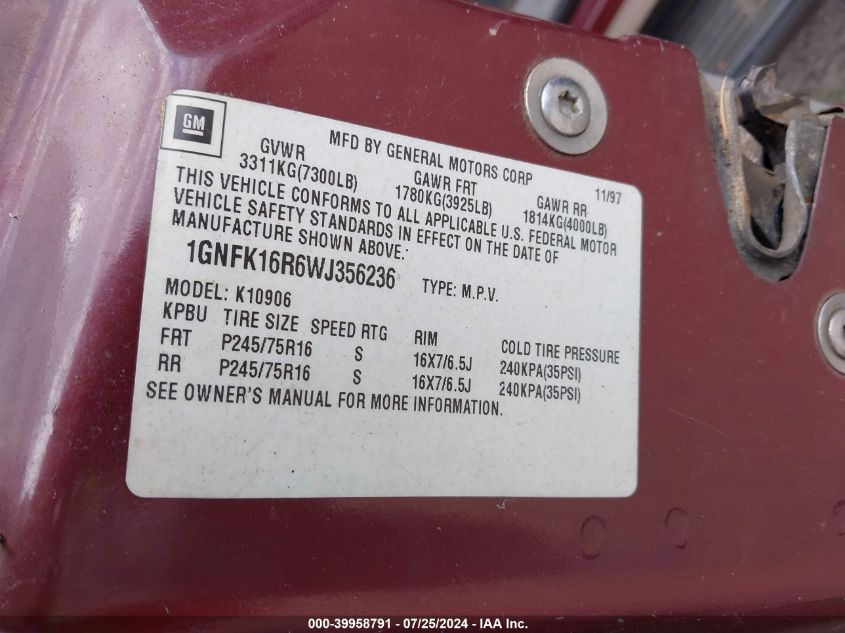 GM
MFD BY GENERAL MOTORS CORP 11/97
GVWR GAWR FRT GAWR RR
3311KG(7300LB) 1780KG(3925LB) 1814KG(4000LB)
THIS VEHICLE CONFORMS TO ALL APPLICABLE U.S. FEDERAL MOTOR
VEHICLE SAFETY STANDARDS IN EFFECT ON THE DATE OF
MANUFACTURE SHOWN ABOVE.
1GNFK16R6WJ356236 TYPE: M.P.V.
MODEL: K10906
KPBU TIRE SIZE SPEED RTG RIM COLD TIRE PRESSURE
FRT P245/75R16 S 16X7/6.5J 240KPA(35PSI)
RR P245/75R16 S 16X7/6.5J 240KPA(35PSI)
SEE OWNER'S MANUAL FOR MORE INFORMATION.
000-39958791 - 07/25/2024 - IAA Inc.